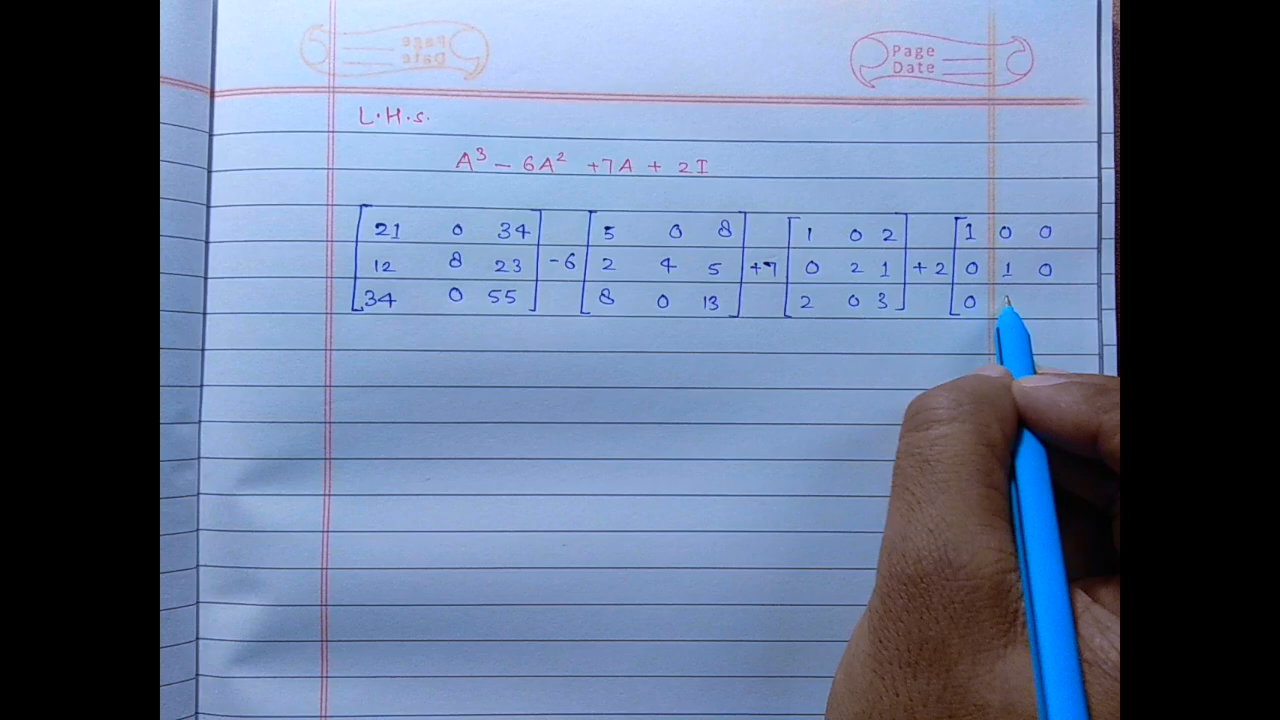 Page
Date
Page
Date
L.H.S.
A³ - 6A² + 7A + 2I
21 0 34 5 0 8 1 0 2 1 0 0
12 8 23 -6 2 4 5 +7 0 2 1 +2 0 1 0
34 0 55 8 0 13 2 0 3 0